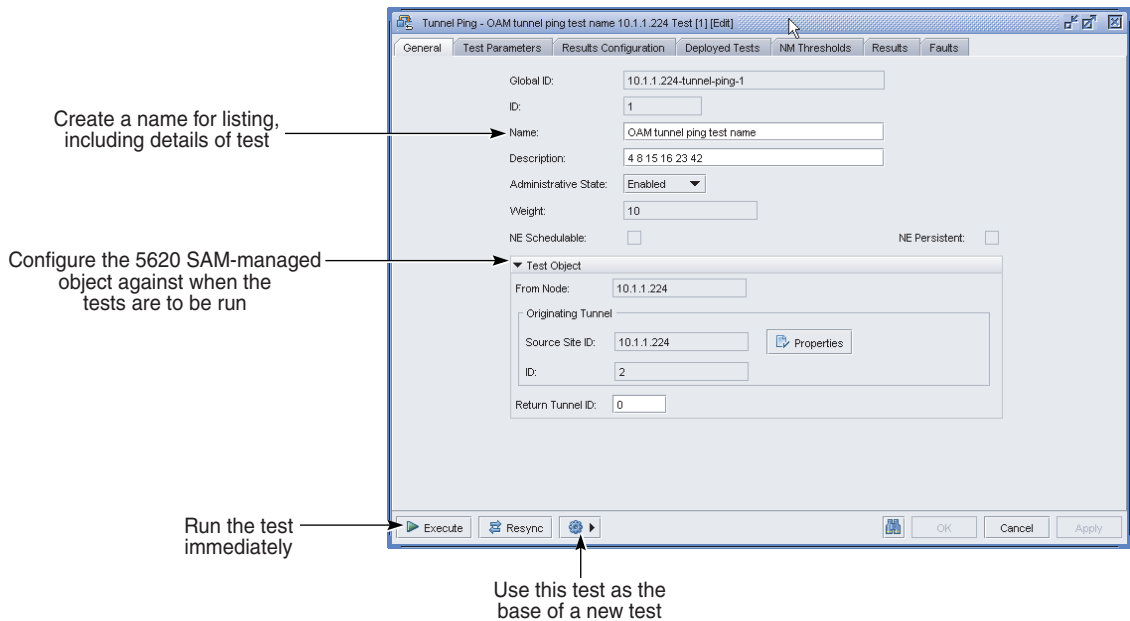 Tunnel Ping - OAM tunnel ping test name 10.1.1.224 Test [1] [Edit]
General Test Parameters Results Configuration Deployed Tests NM Thresholds Results Faults
Global ID: 10.1.1.224-tunnel-ping-1
ID: 1
Create a name for listing,
including details of test
Name: OAM tunnel ping test name
Description: 4 8 15 16 23 42
Administrative State: Enabled
Weight: 10
NE Schedulable: NE Persistent:
Configure the 5620 SAM-managed
object against when the
tests are to be run
Test Object
From Node: 10.1.1.224
Originating Tunnel
Source Site ID: 10.1.1.224 Properties
ID: 2
Return Tunnel ID: 0
Run the test
immediately
Execute Resync OK Cancel Apply
Use this test as the
base of a new test